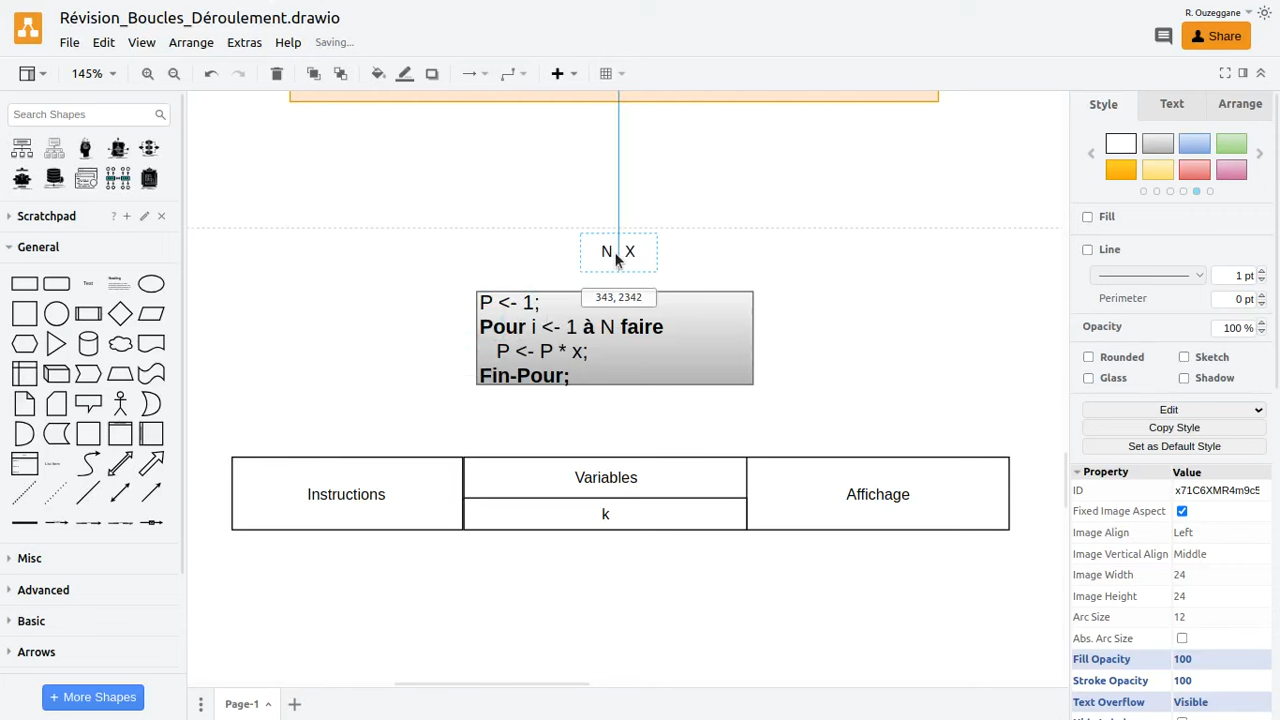 Révision_Boucles_Déroulement.drawio
R. Ouzeggane
File Edit View Arrange Extras Help Saving...
Share
145%
Search Shapes
Scratchpad
?
General
Text
Heading
List Item
Misc
Advanced
Basic
Arrows
+ More Shapes
N X
343, 2342
P <- 1;
Pour i <- 1 à N faire
P <- P * x;
Fin-Pour;
Instructions
Variables
k
Affichage
Page-1
Style Text Arrange
Fill
Line
1 pt
Perimeter 0 pt
Opacity 100 %
Rounded Sketch
Glass Shadow
Edit
Copy Style
Set as Default Style
Property Value
ID x71C6XMR4m9c5
Fixed Image Aspect
Image Align Left
Image Vertical Align Middle
Image Width 24
Image Height 24
Arc Size 12
Abs. Arc Size
Fill Opacity 100
Stroke Opacity 100
Text Overflow Visible